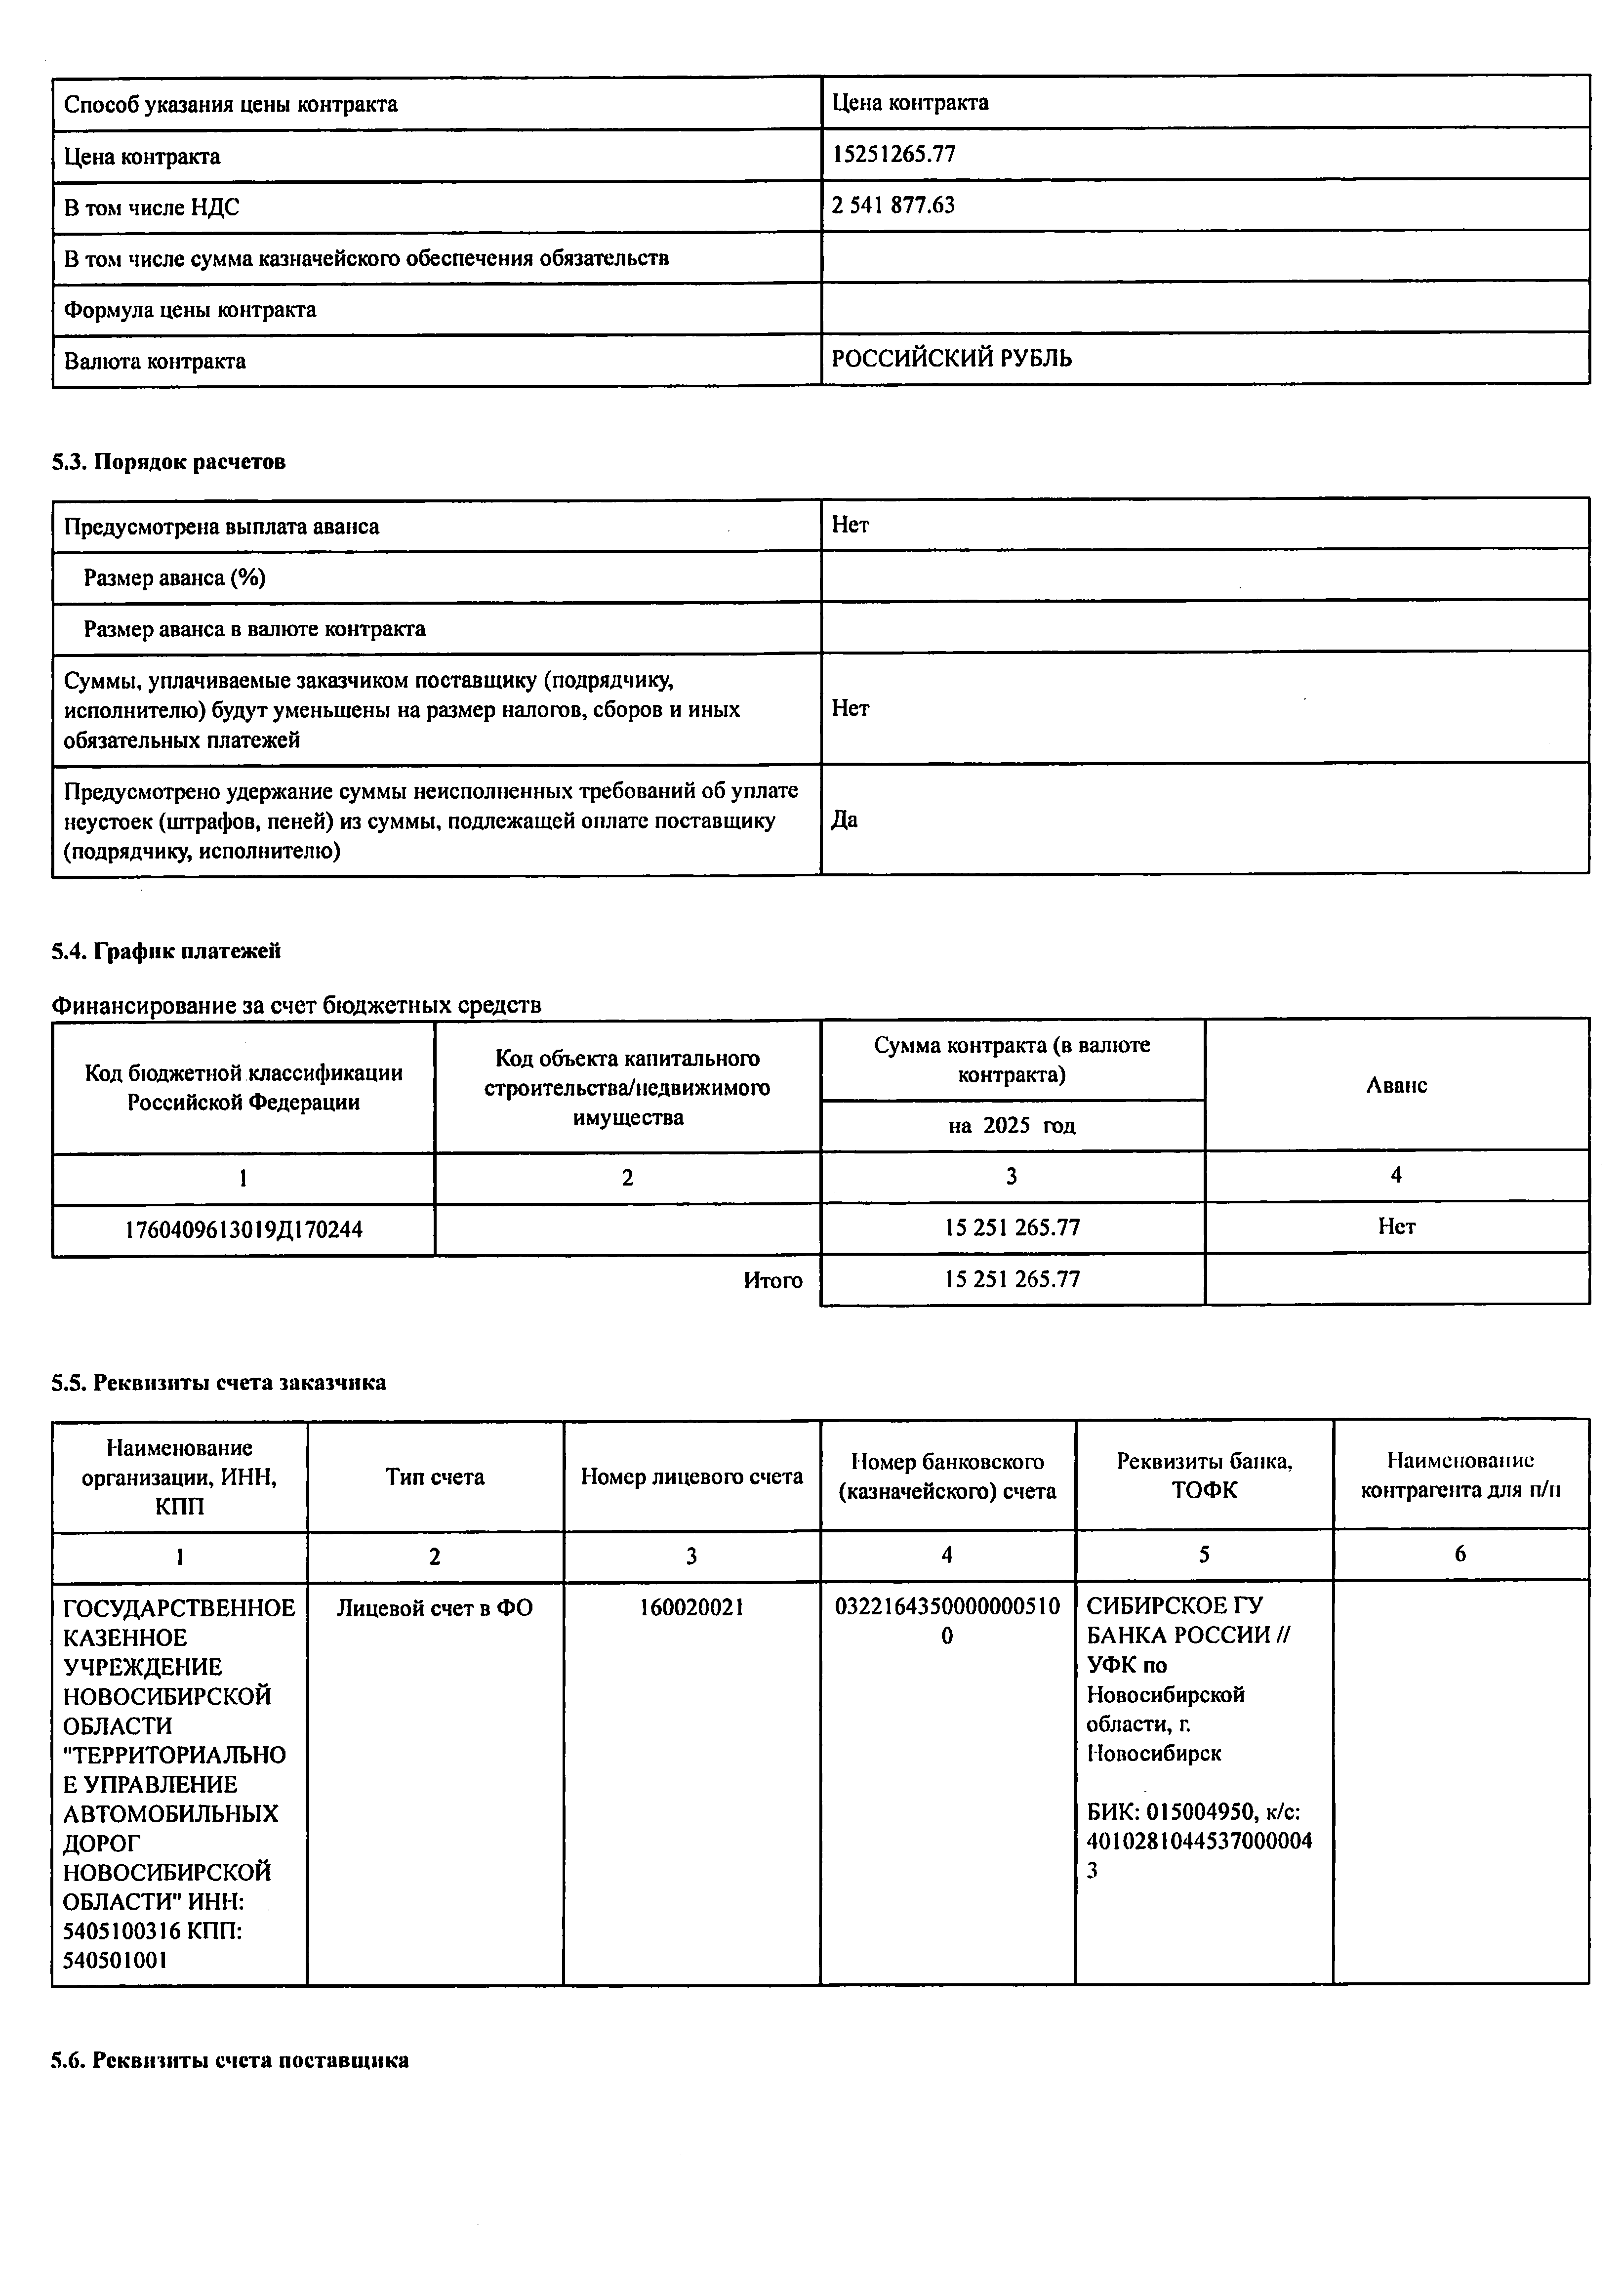 Способ указания цены контракта
Цена контракта
Цена контракта
15251265.77
В том числе НДС
2 541 877.63
В том числе сумма казначейского обеспечения обязательств
Формула цены контракта
Валюта контракта
РОССИЙСКИЙ РУБЛЬ
5.3. Порядок расчетов
Предусмотрена выплата аванса
Нет
Размер аванса (%)
Размер аванса в валюте контракта
Суммы, уплачиваемые заказчиком поставщику (подрядчику,
исполнителю) будут уменьшены на размер налогов, сборов и иных
обязательных платежей
Нет
Предусмотрено удержание суммы неисполненных требований об уплате
неустоек (штрафов, пеней) из суммы, подлежащей оплате поставщику
(подрядчику, исполнителю)
Да
5.4. График платежей
Финансирование за счет бюджетных средств
Код бюджетной классификации
Российской Федерации
Код объекта капитального
строительства/недвижимого
имущества
Сумма контракта (в валюте
контракта)
на 2025 год
Аванс
1
2
3
4
1760409613019Д170244
15 251 265.77
Нет
Итого
15 251 265.77
5.5. Реквизиты счета заказчика
Наименование
организации, ИНН,
КПП
Тип счета
Номер лицевого счета
Номер банковского
(казначейского) счета
Реквизиты банка,
ТОФК
Наименование
контрагента для п/п
1
2
3
4
5
6
ГОСУДАРСТВЕННОЕ
КАЗЕННОЕ
УЧРЕЖДЕНИЕ
НОВОСИБИРСКОЙ
ОБЛАСТИ
"ТЕРРИТОРИАЛЬНО
Е УПРАВЛЕНИЕ
АВТОМОБИЛЬНЫХ
ДОРОГ
НОВОСИБИРСКОЙ
ОБЛАСТИ" ИНН:
5405100316 КПП:
540501001
Лицевой счет в ФО
160020021
0322164350000000510
0
СИБИРСКОЕ ГУ
БАНКА РОССИИ //
УФК по
Новосибирской
области, г.
Новосибирск
БИК: 015004950, к/с:
4010281044537000004
3
5.6. Реквизиты счета поставщика